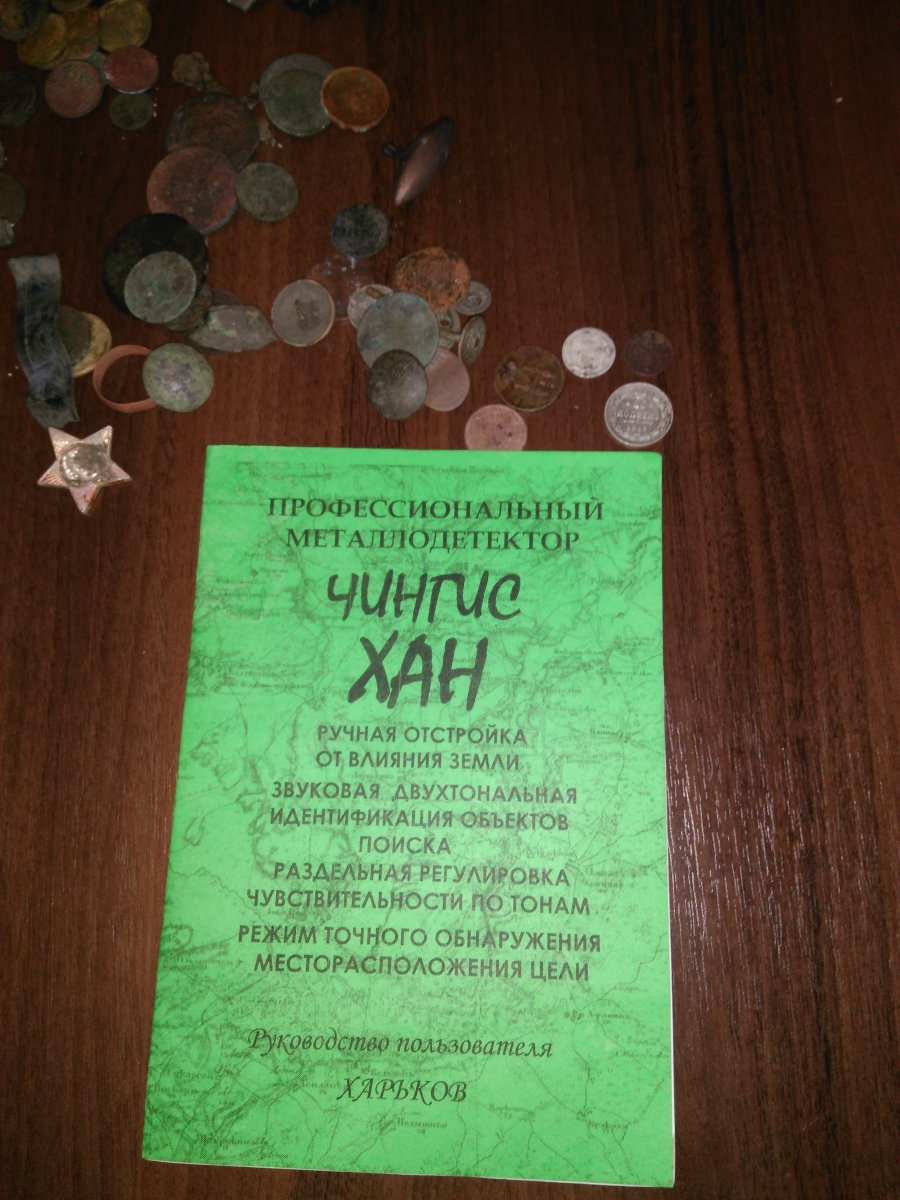 КОПѢЕКЪ
ПРОФЕССИОНАЛЬНЫЙ
МЕТАЛЛОДЕТЕКТОР
ЧИНГИС
ХАН
РУЧНАЯ ОТСТРОЙКА
ОТ ВЛИЯНИЯ ЗЕМЛИ
ЗВУКОВАЯ ДВУХТОНАЛЬНАЯ
ИДЕНТИФИКАЦИЯ ОБЪЕКТОВ
ПОИСКА
РАЗДЕЛЬНАЯ РЕГУЛИРОВКА
ЧУВСТВИТЕЛЬНОСТИ ПО ТОНАМ
РЕЖИМ ТОЧНОГО ОБНАРУЖЕНИЯ
МЕСТОРАСПОЛОЖЕНИЯ ЦЕЛИ
Руководство пользователя
ХАРЬКОВ